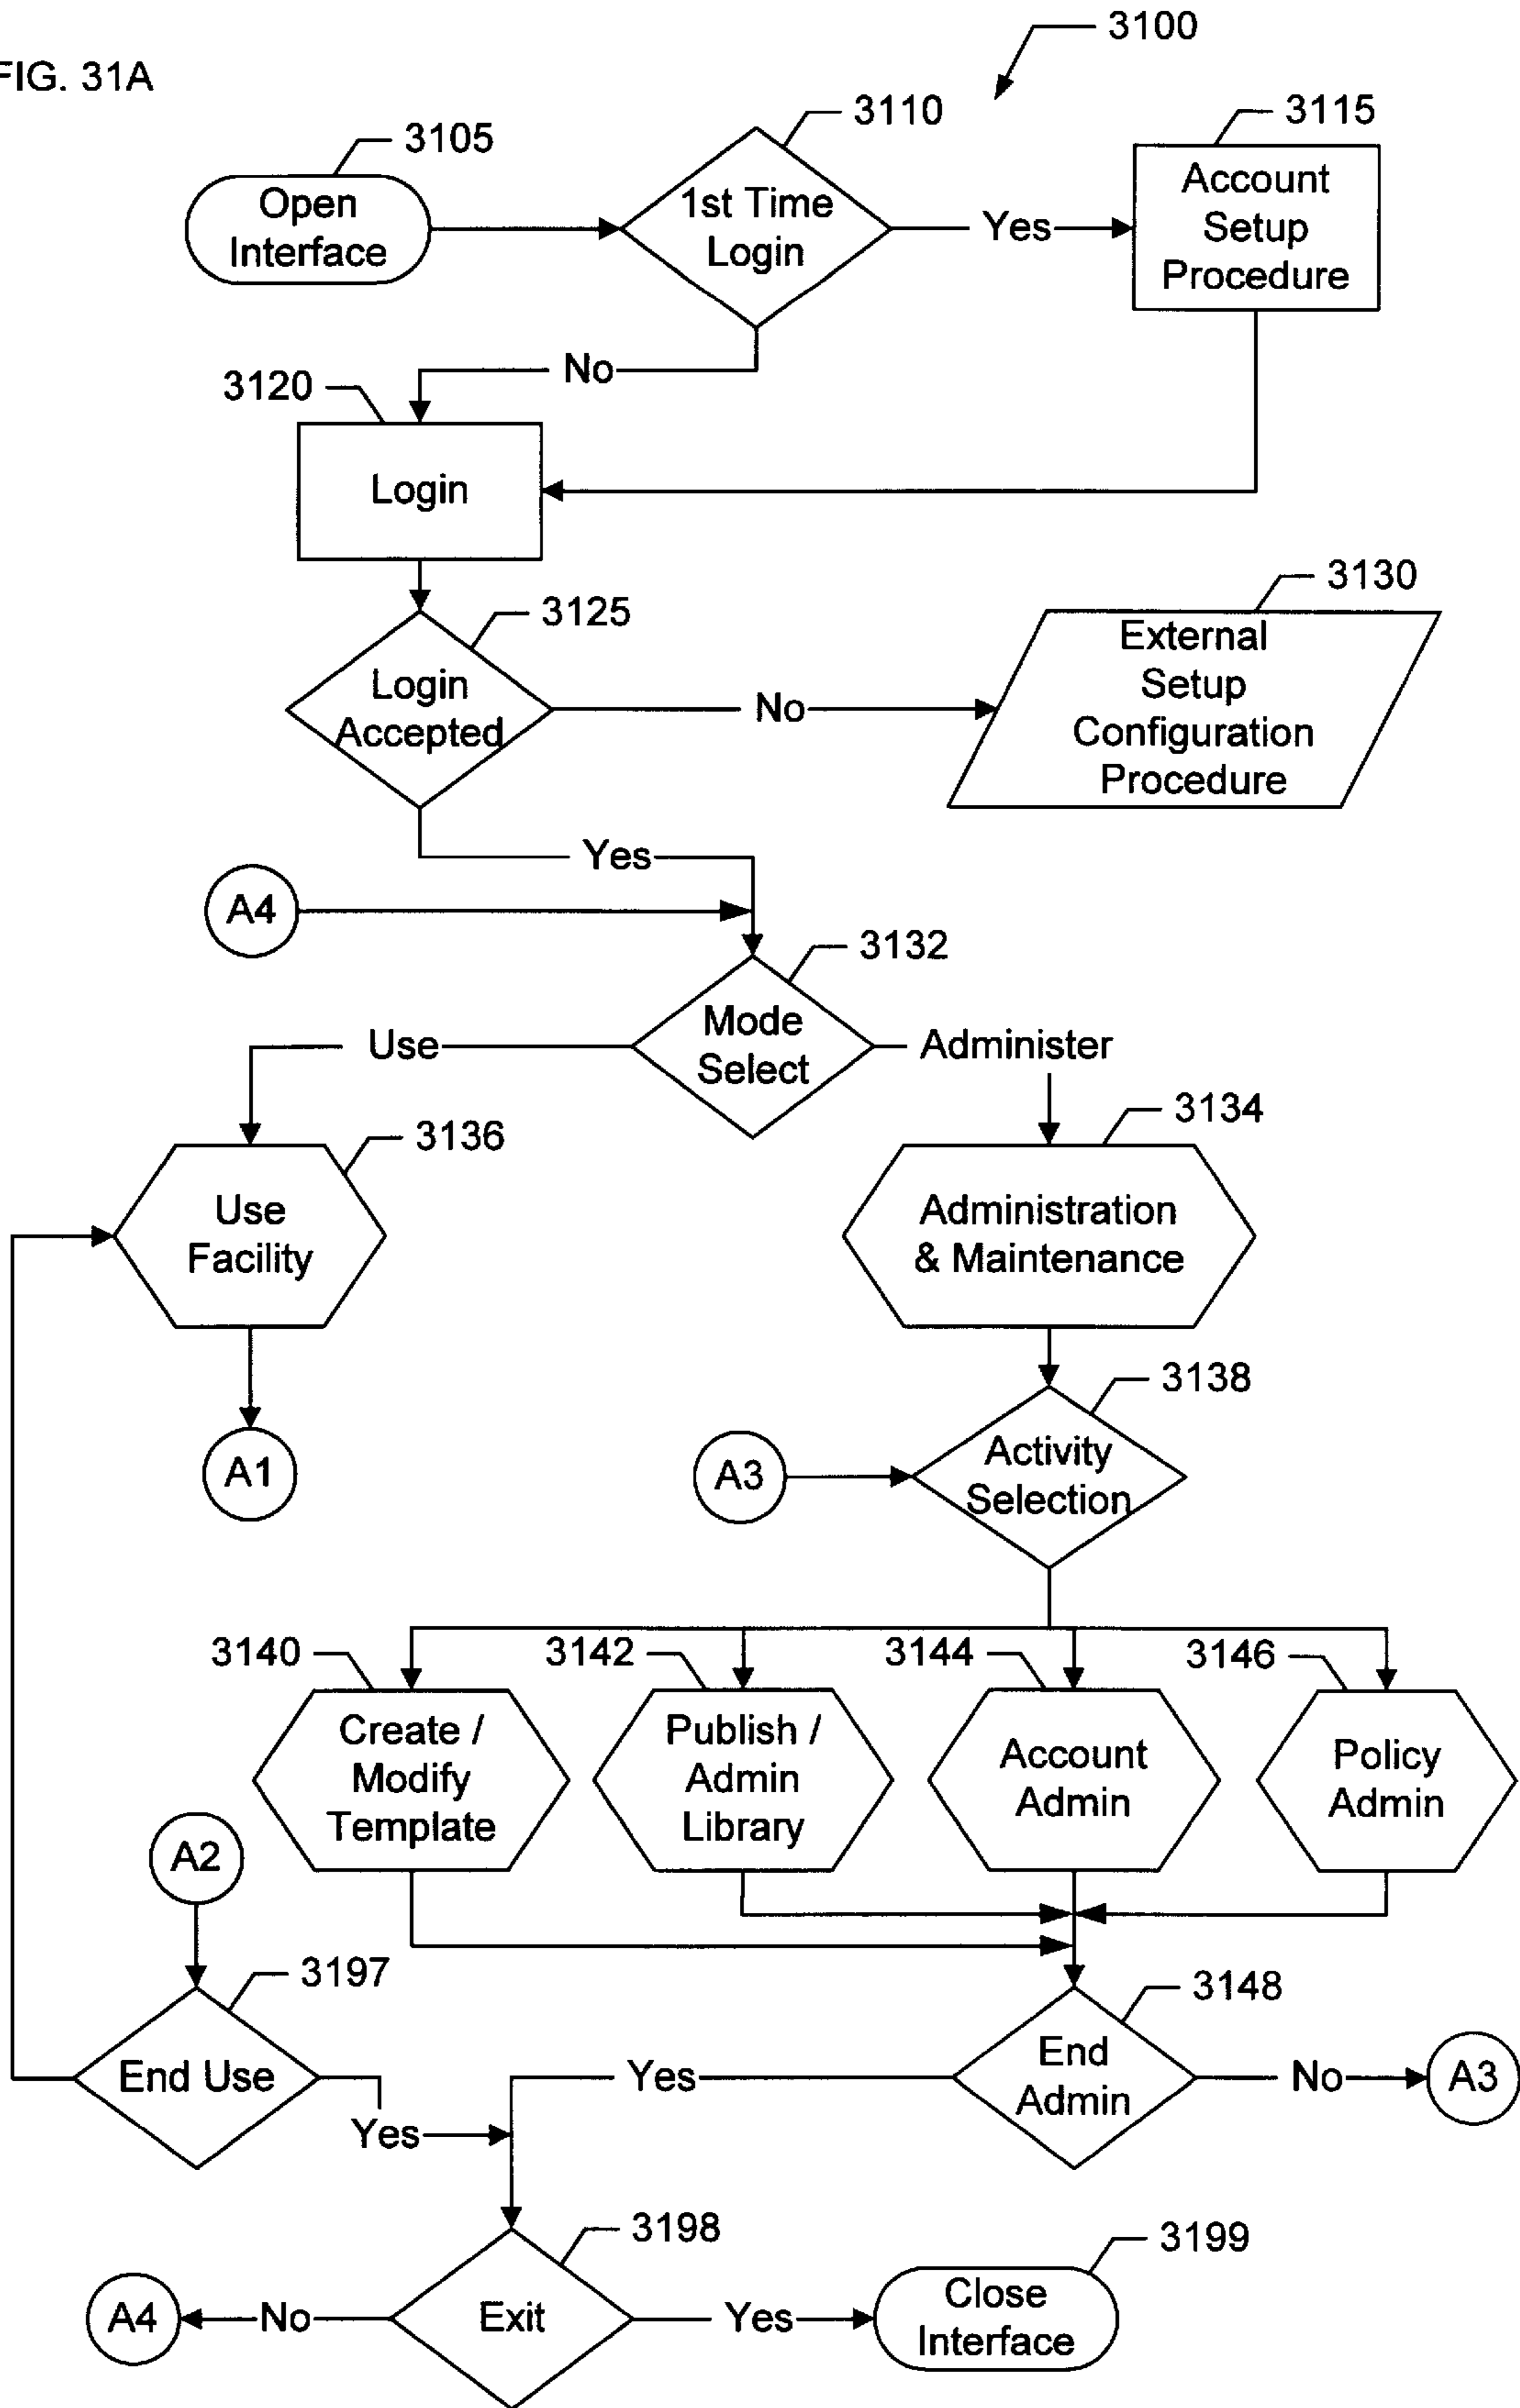 3100
FIG. 31A
3110
3115
3105
Open
Interface
1st Time
Login
Yes
Account
Setup
Procedure
No
3120
Login
3130
3125
Login
Accepted
No
External
Setup
Configuration
Procedure
Yes
A4
3132
Mode
Select
Use
Administer
3134
3136
Use
Facility
Administration
& Maintenance
3138
A1
A3
Activity
Selection
3140
3142
3144
3146
Create /
Modify
Template
Publish /
Admin
Library
Account
Admin
Policy
Admin
A2
3197
3148
End Use
Yes
Yes
End
Admin
No
A3
3198
3199
A4
No
Exit
Yes
Close
Interface